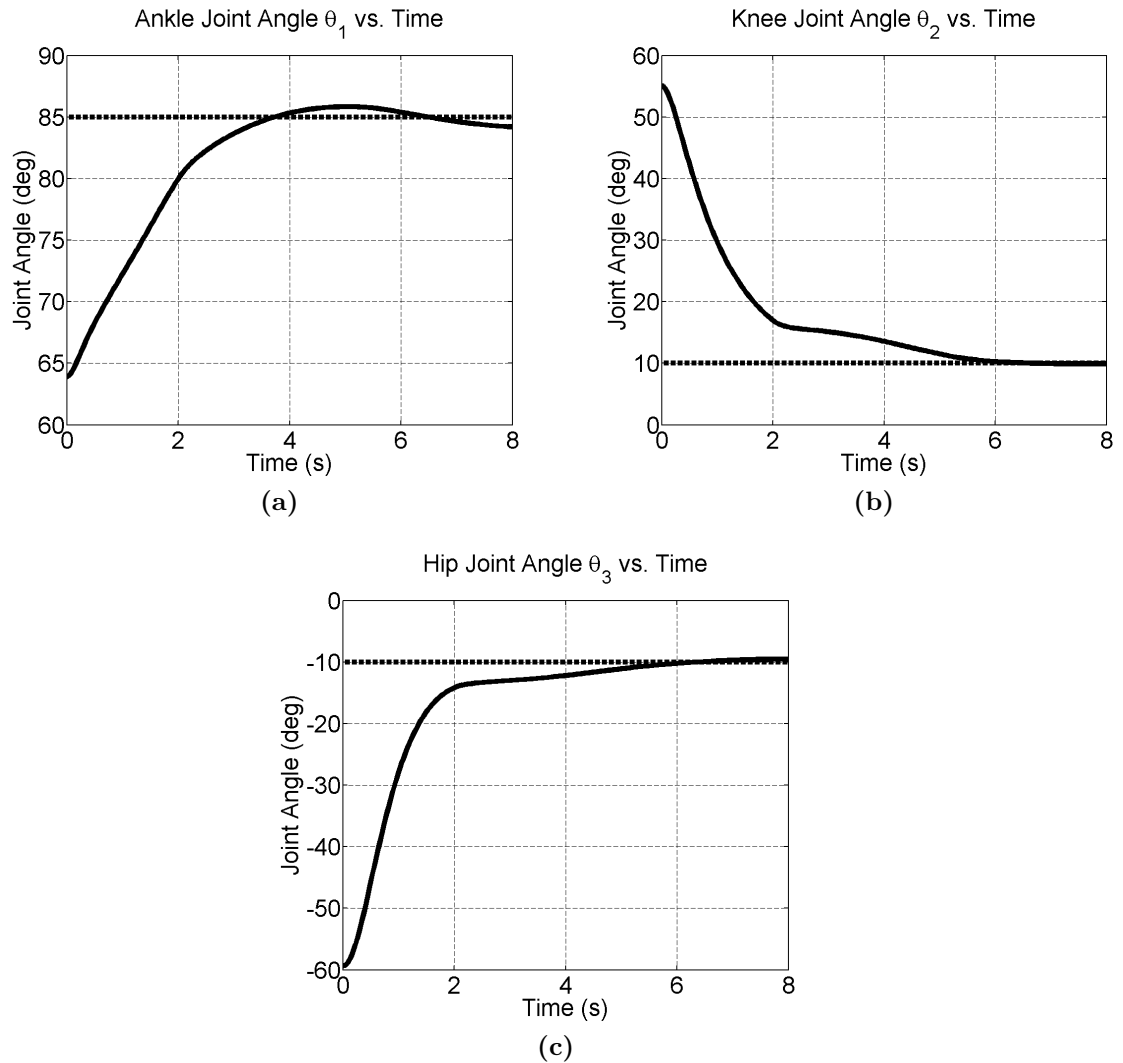 Ankle Joint Angle θ1 vs. Time
90
85
80
75
70
65
60
Joint Angle (deg)
0 2 4 6 8
Time (s)
(a)
Knee Joint Angle θ2 vs. Time
60
50
40
30
20
10
0
Joint Angle (deg)
0 2 4 6 8
Time (s)
(b)
Hip Joint Angle θ3 vs. Time
0
-10
-20
-30
-40
-50
-60
Joint Angle (deg)
0 2 4 6 8
Time (s)
(c)